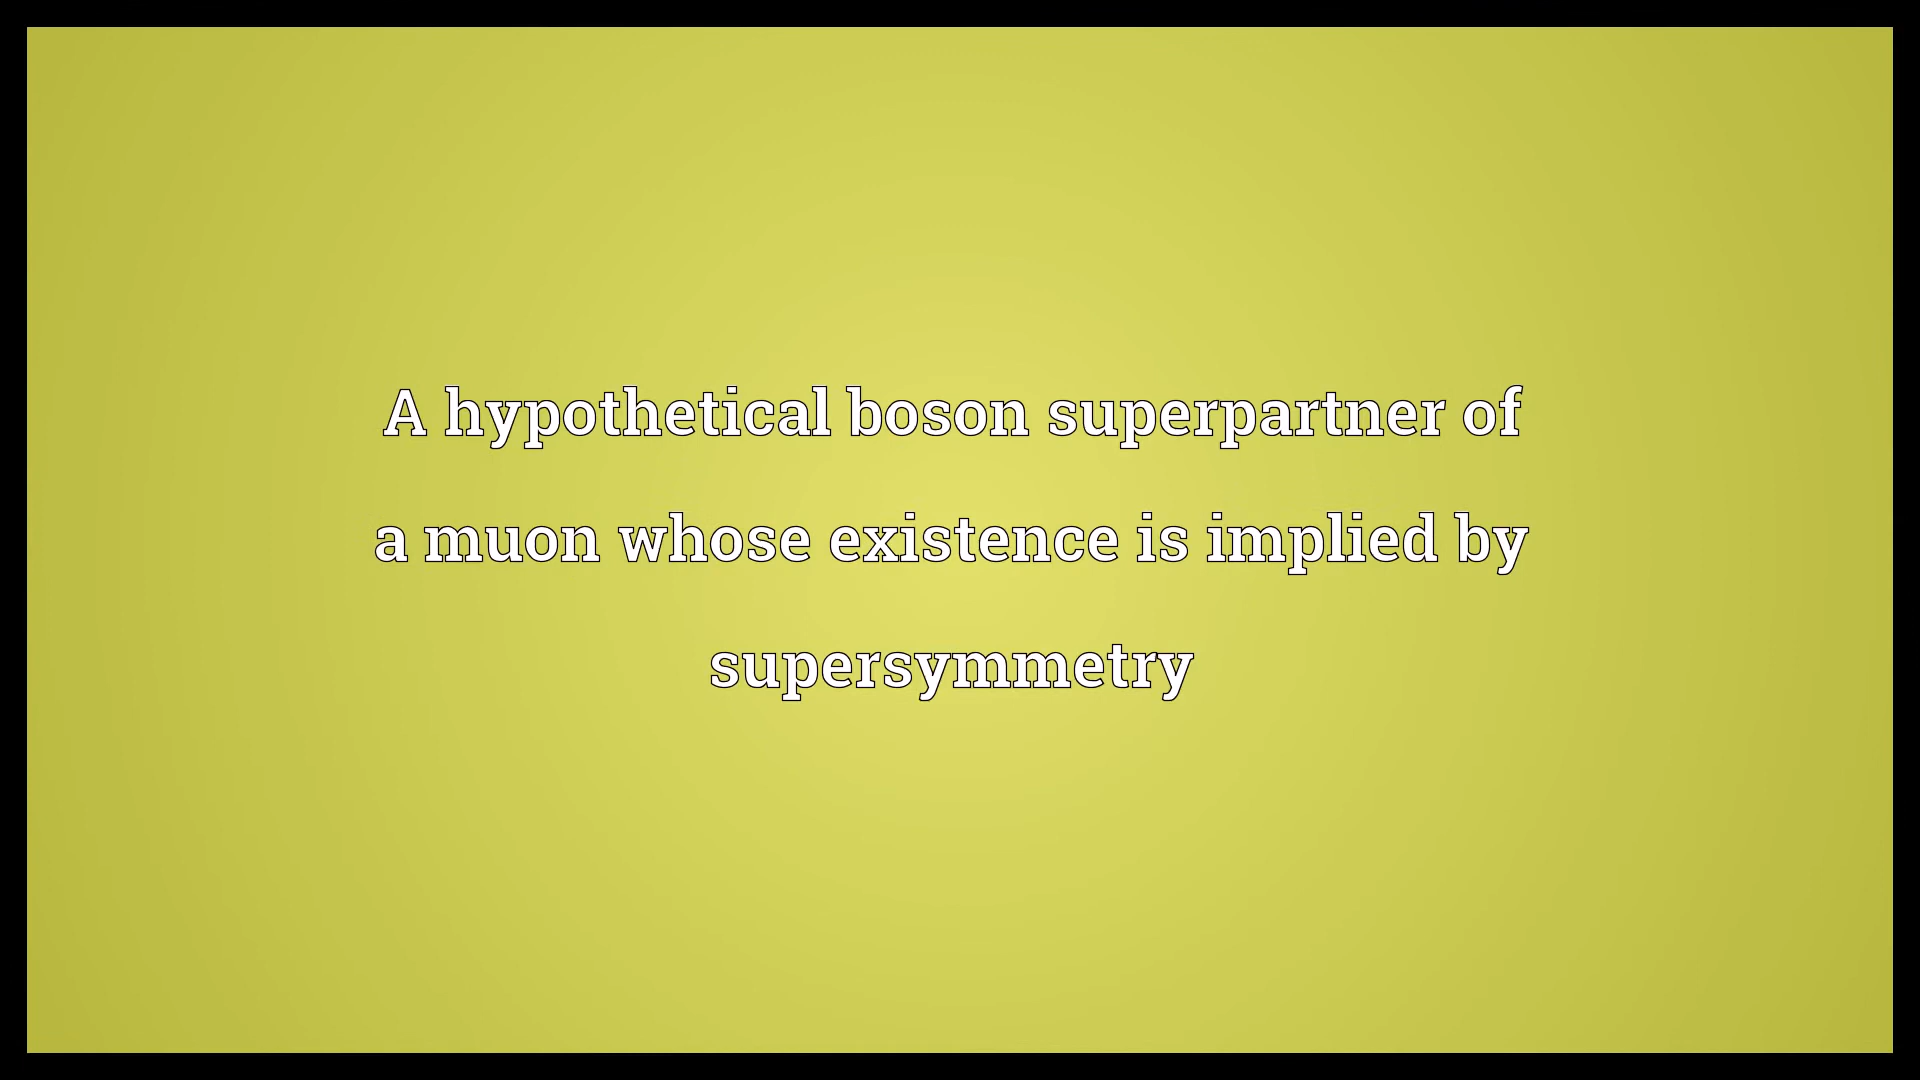 A hypothetical boson superpartner of
a muon whose existence is implied by
supersymmetry